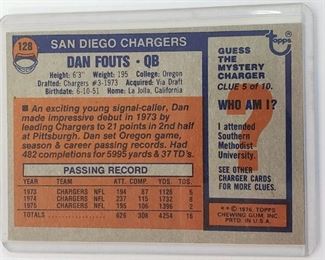 128
SAN DIEGO CHARGERS
DAN FOUTS · QB
Height: 6'3" Weight: 195 College: Oregon
Drafted: Chargers #3-1973 Acquired: Via Draft
Birthdate: 6-10-51 Home: La Jolla, California
An exciting young signal-caller, Dan
made impressive debut in 1973 by
leading Chargers to 21 points in 2nd half
at Pittsburgh. Dan set Oregon game,
season & career passing records. Had
482 completions for 5995 yards & 37 TD's.
PASSING RECORD
YEAR TEAM ATT. COMP. YDS. TD
1973 CHARGERS NFL 194 87 1126 5
1974 CHARGERS NFL 237 115 1732 8
1975 CHARGERS NFL 195 106 1396 2
TOTALS 626 308 4254 16
Topps
GUESS
THE
MYSTERY
CHARGER
CLUE 5 OF 10.
WHO AM I?
I attended
Southern
Methodist
University.
SEE OTHER
CHARGER CARDS
FOR MORE CLUES.
© 1976 TOPPS
CHEWING GUM, INC.
PRTD. IN U.S.A.